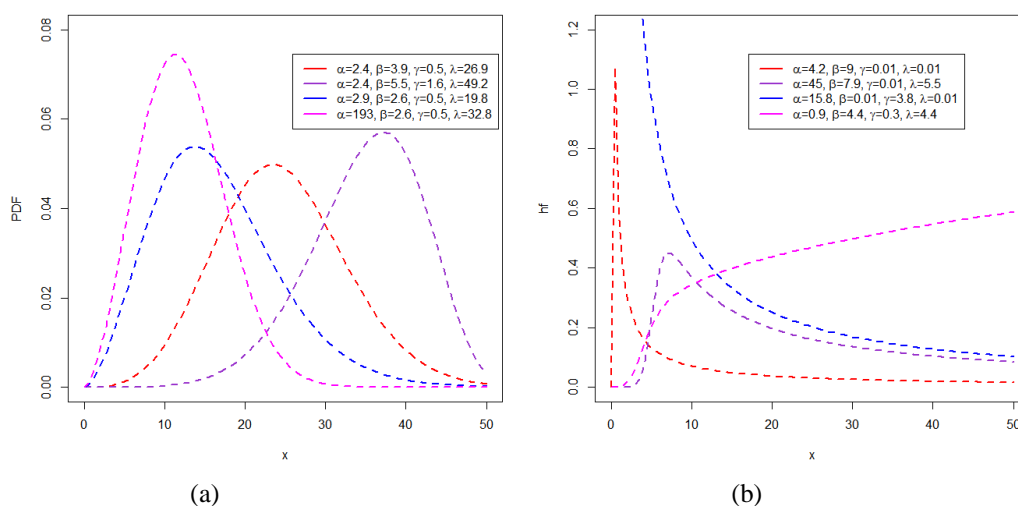 0.08
0.06
0.04
0.02
0.00
PDF
α=2.4, β=3.9, γ=0.5, λ=26.9
α=2.4, β=5.5, γ=1.6, λ=49.2
α=2.9, β=2.6, γ=0.5, λ=19.8
α=193, β=2.6, γ=0.5, λ=32.8
0 10 20 30 40 50
x
(a)
1.2
1.0
0.8
0.6
0.4
0.2
0.0
hf
α=4.2, β=9, γ=0.01, λ=0.01
α=45, β=7.9, γ=0.01, λ=5.5
α=15.8, β=0.01, γ=3.8, λ=0.01
α=0.9, β=4.4, γ=0.3, λ=4.4
0 10 20 30 40 50
x
(b)